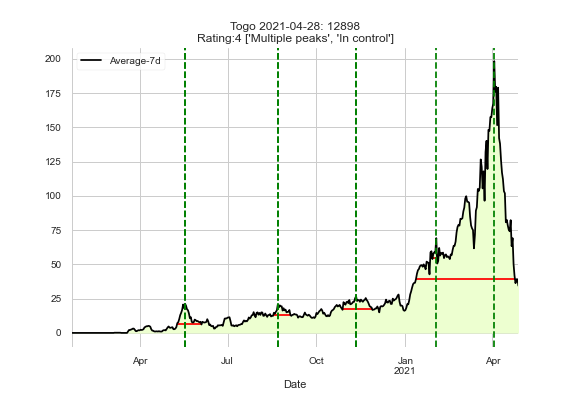 Togo 2021-04-28: 12898
Rating:4 ['Multiple peaks', 'In control']
Average-7d
200
175
150
125
100
75
50
25
0
Apr
Jul
Oct
Jan
2021
Apr
Date